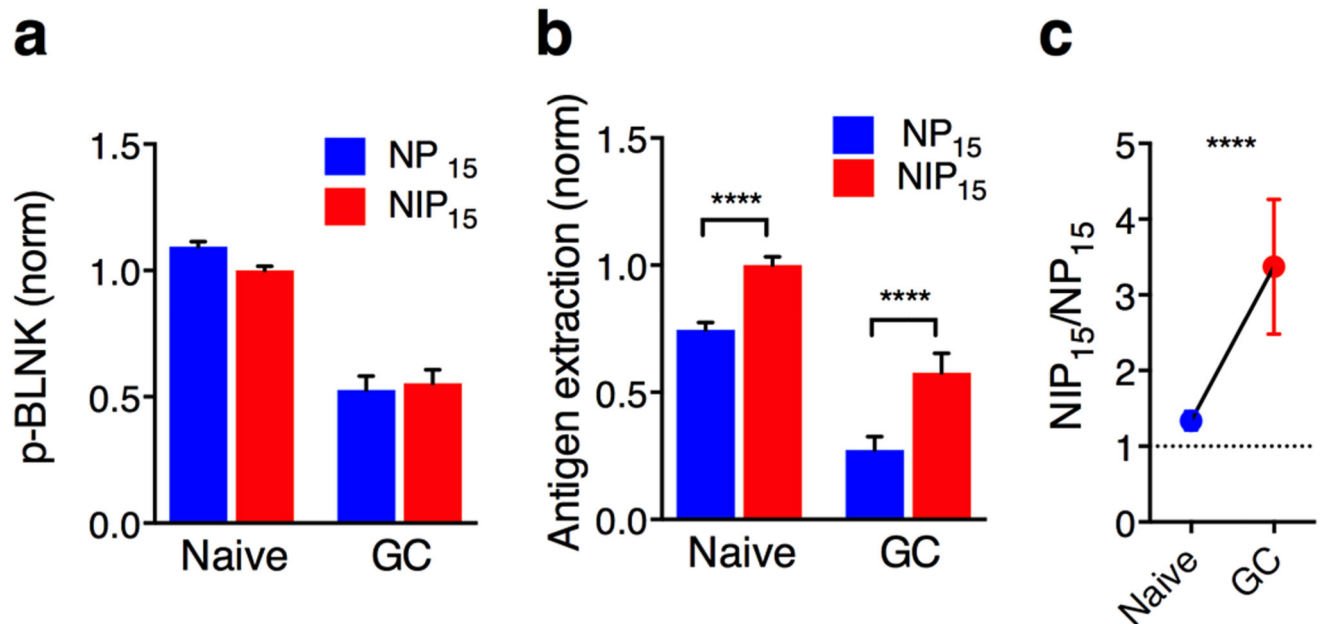 a
p-BLNK (norm)
1.5
1.0
0.5
0.0
NP15
NIP15
Naive
GC
b
Antigen extraction (norm)
1.5
1.0
0.5
0.0
NP15
NIP15
****
****
Naive
GC
c
NIP15/NP15
5
4
3
2
1
0
****
Naive
GC